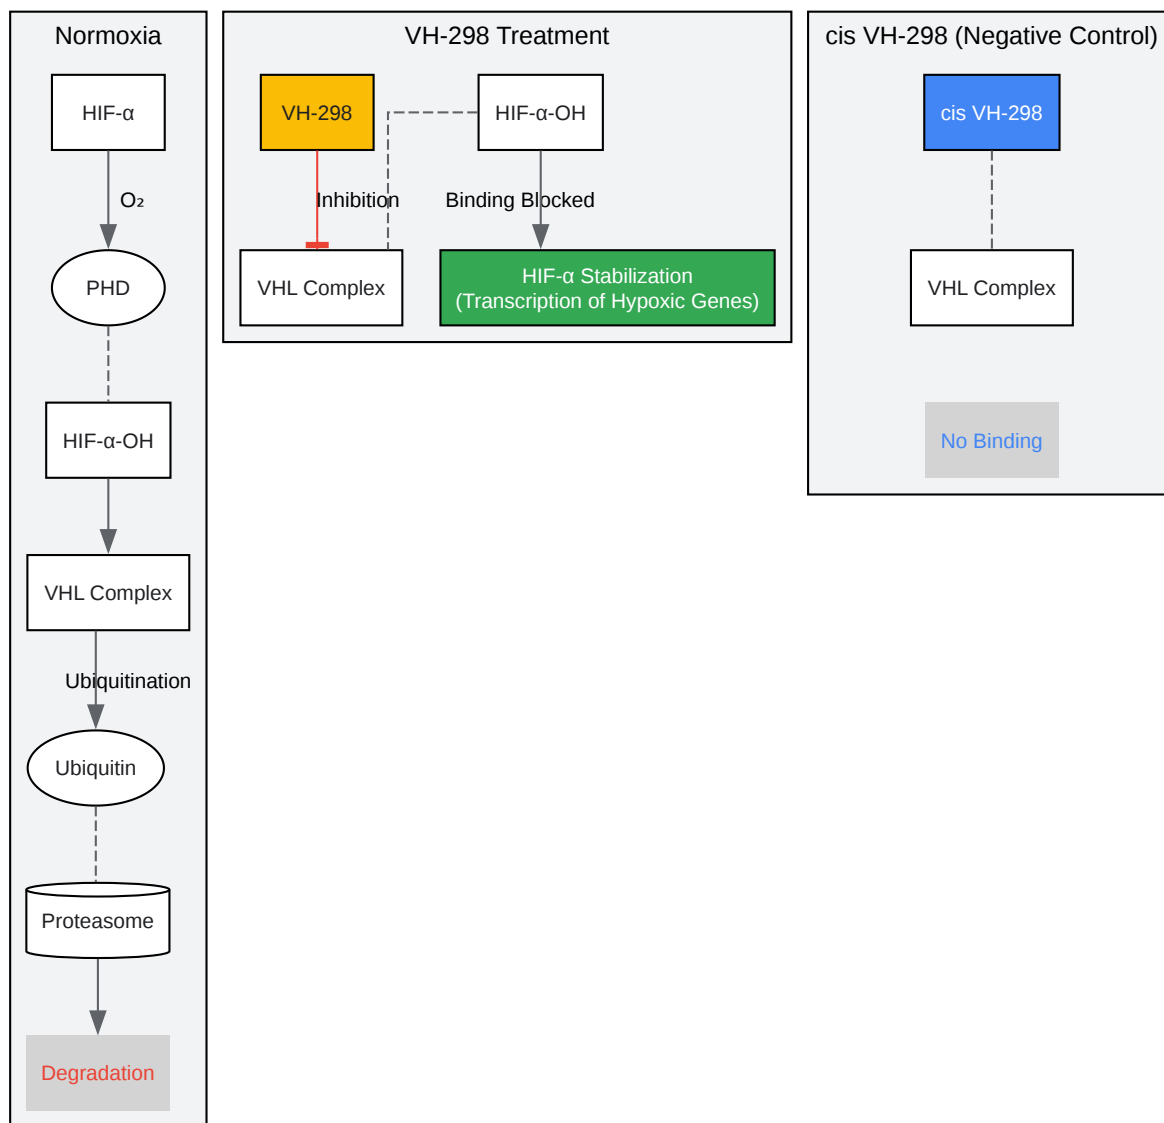 Normoxia
HIF-α
O₂
PHD
HIF-α-OH
VHL Complex
Ubiquitination
Ubiquitin
Proteasome
Degradation
VH-298 Treatment
VH-298
HIF-α-OH
Inhibition
Binding Blocked
VHL Complex
HIF-α Stabilization
(Transcription of Hypoxic Genes)
cis VH-298 (Negative Control)
cis VH-298
VHL Complex
No Binding